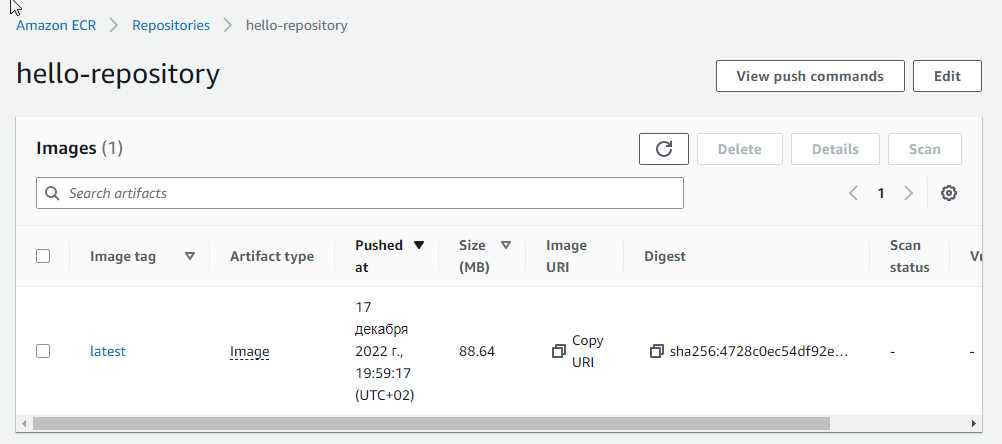 Amazon ECR > Repositories > hello-repository
hello-repository
View push commands
Edit
Images (1)
Delete
Details
Scan
Search artifacts
1
Image tag
Artifact type
Pushed at
Size (MB)
Image URI
Digest
Scan status
latest
Image
17
декабря
2022 г.,
19:59:17
(UTC+02)
88.64
Copy
URI
sha256:4728c0ec54df92e...
-
-